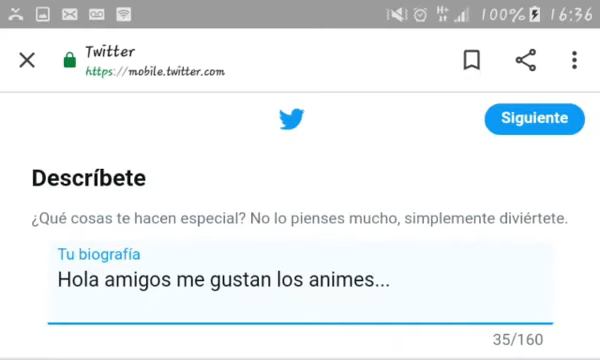 100% 16:36
Twitter
https://mobile.twitter.com
Siguiente
Descríbete
¿Qué cosas te hacen especial? No lo pienses mucho, simplemente diviértete.
Tu biografía
Hola amigos me gustan los animes...
35/160